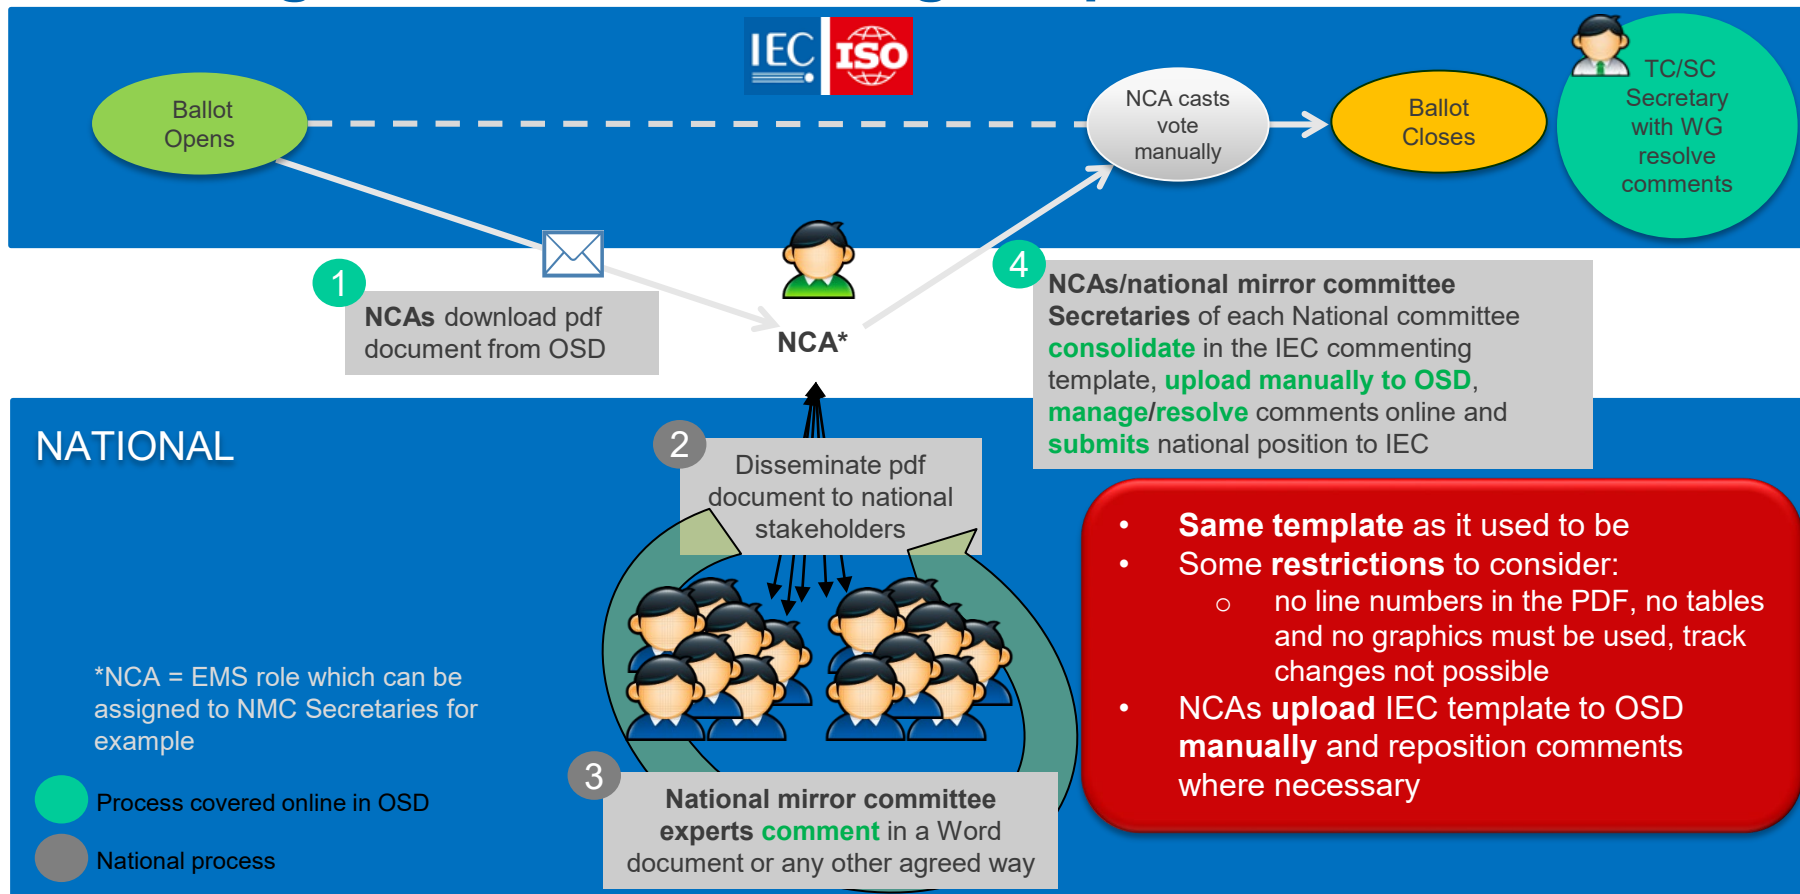 IEC ISO
Ballot
Opens
NCA casts
vote
manually
Ballot
Closes
TC/SC
Secretary
with WG
resolve
comments
1
NCAs download pdf
document from OSD
NCA*
4
NCAs/national mirror committee
Secretaries of each National committee
consolidate in the IEC commenting
template, upload manually to OSD,
manage/resolve comments online and
submits national position to IEC
NATIONAL
2
Disseminate pdf
document to national
stakeholders
• Same template as it used to be
• Some restrictions to consider:
o no line numbers in the PDF, no tables
and no graphics must be used, track
changes not possible
• NCAs upload IEC template to OSD
manually and reposition comments
where necessary
*NCA = EMS role which can be
assigned to NMC Secretaries for
example
Process covered online in OSD
National process
3
National mirror committee
experts comment in a Word
document or any other agreed way